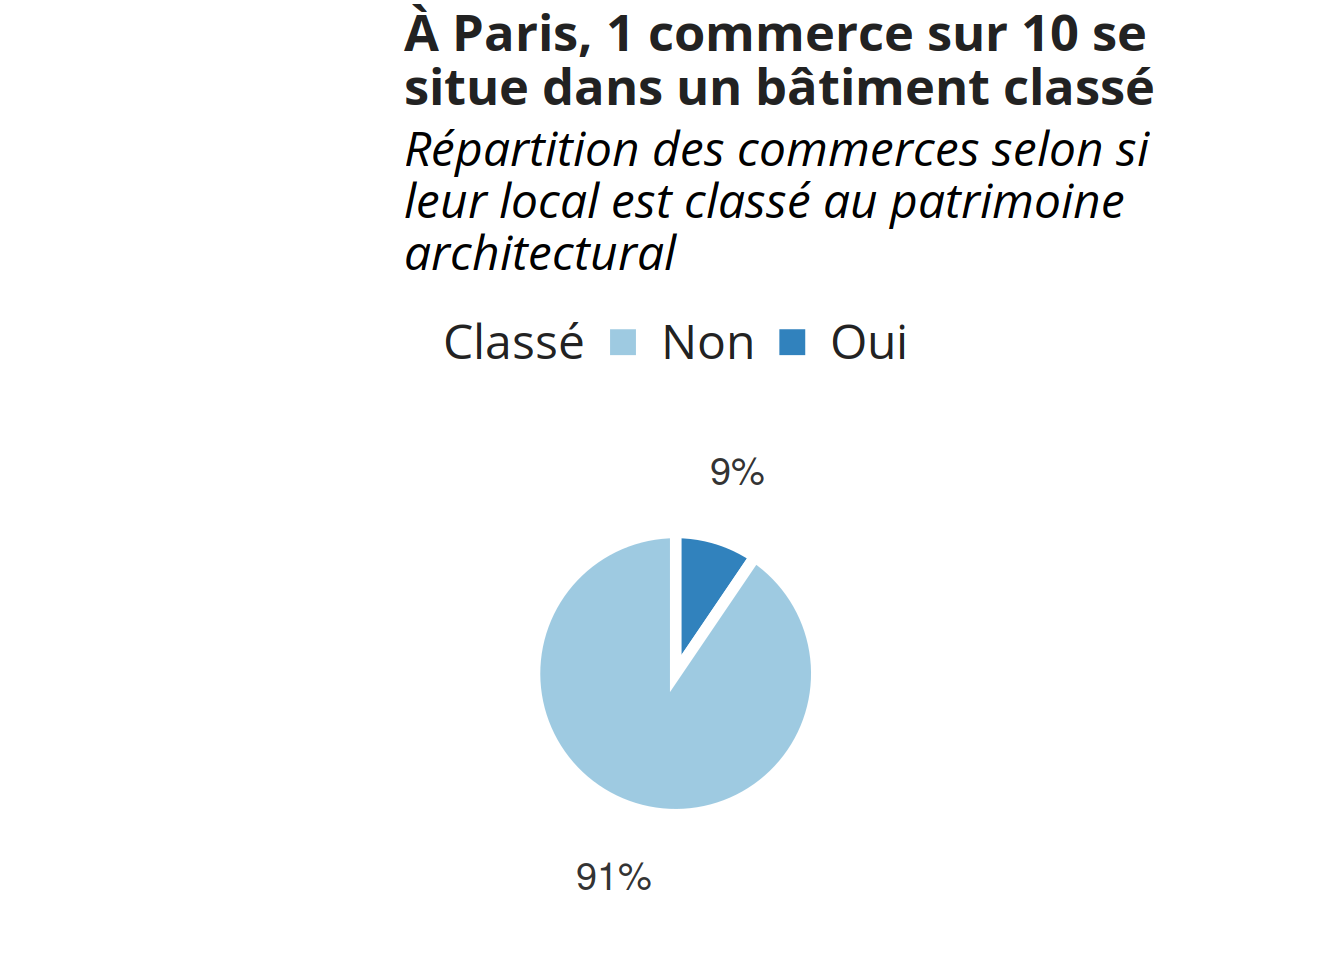 À Paris, 1 commerce sur 10 se
situe dans un bâtiment classé
Répartition des commerces selon si
leur local est classé au patrimoine
architectural
Classé Non Oui
9%
91%